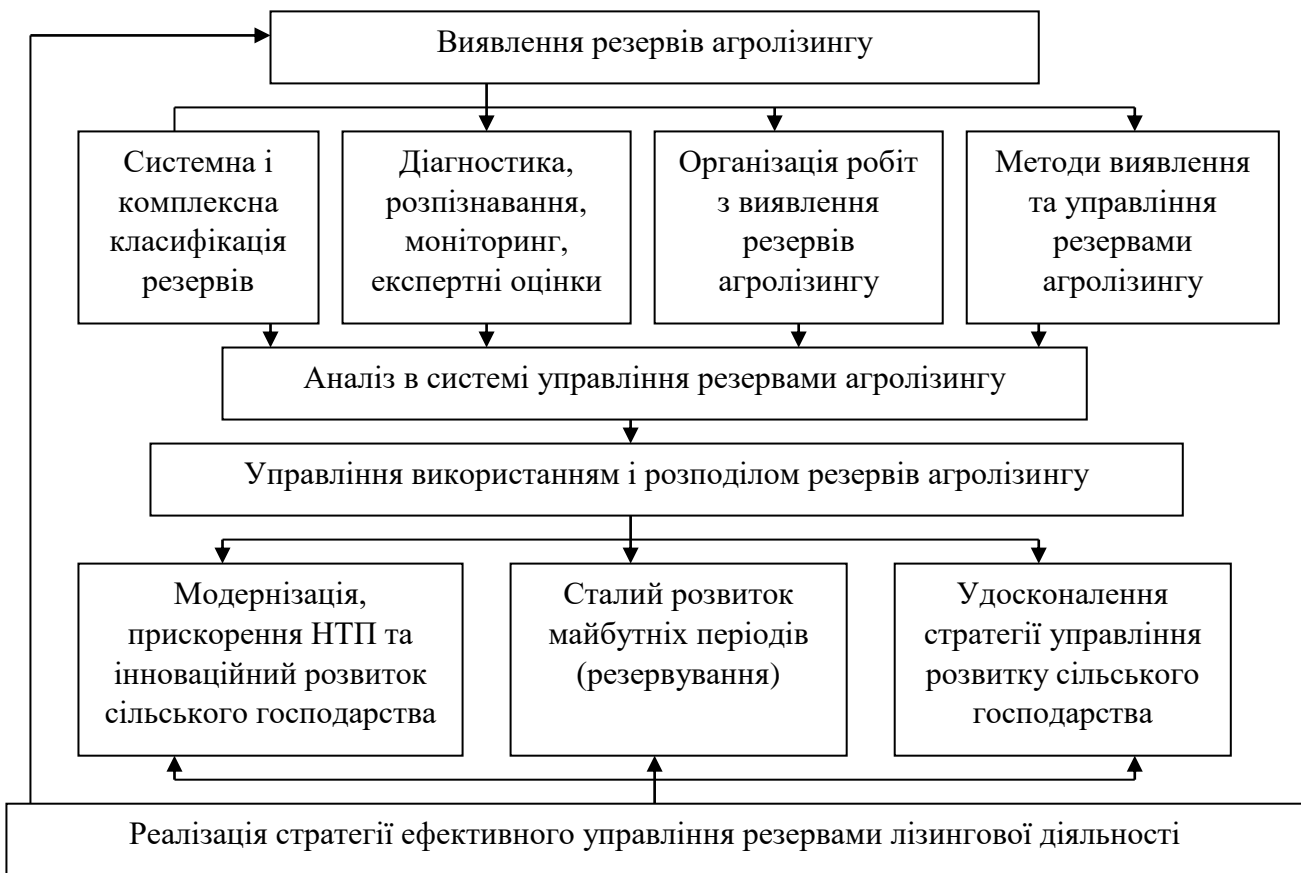 Виявлення резервів агролізингу
Системна і
комплексна
класифікація
резервів
Діагностика,
розпізнавання,
моніторинг,
експертні оцінки
Організація робіт
з виявлення
резервів
агролізингу
Методи виявлення
та управління
резервами
агролізингу
Аналіз в системі управління резервами агролізингу
Управління використанням і розподілом резервів агролізингу
Модернізація,
прискорення НТП та
інноваційний розвиток
сільського господарства
Сталий розвиток
майбутніх періодів
(резервування)
Удосконалення
стратегії управління
розвитку сільського
господарства
Реалізація стратегії ефективного управління резервами лізингової діяльності